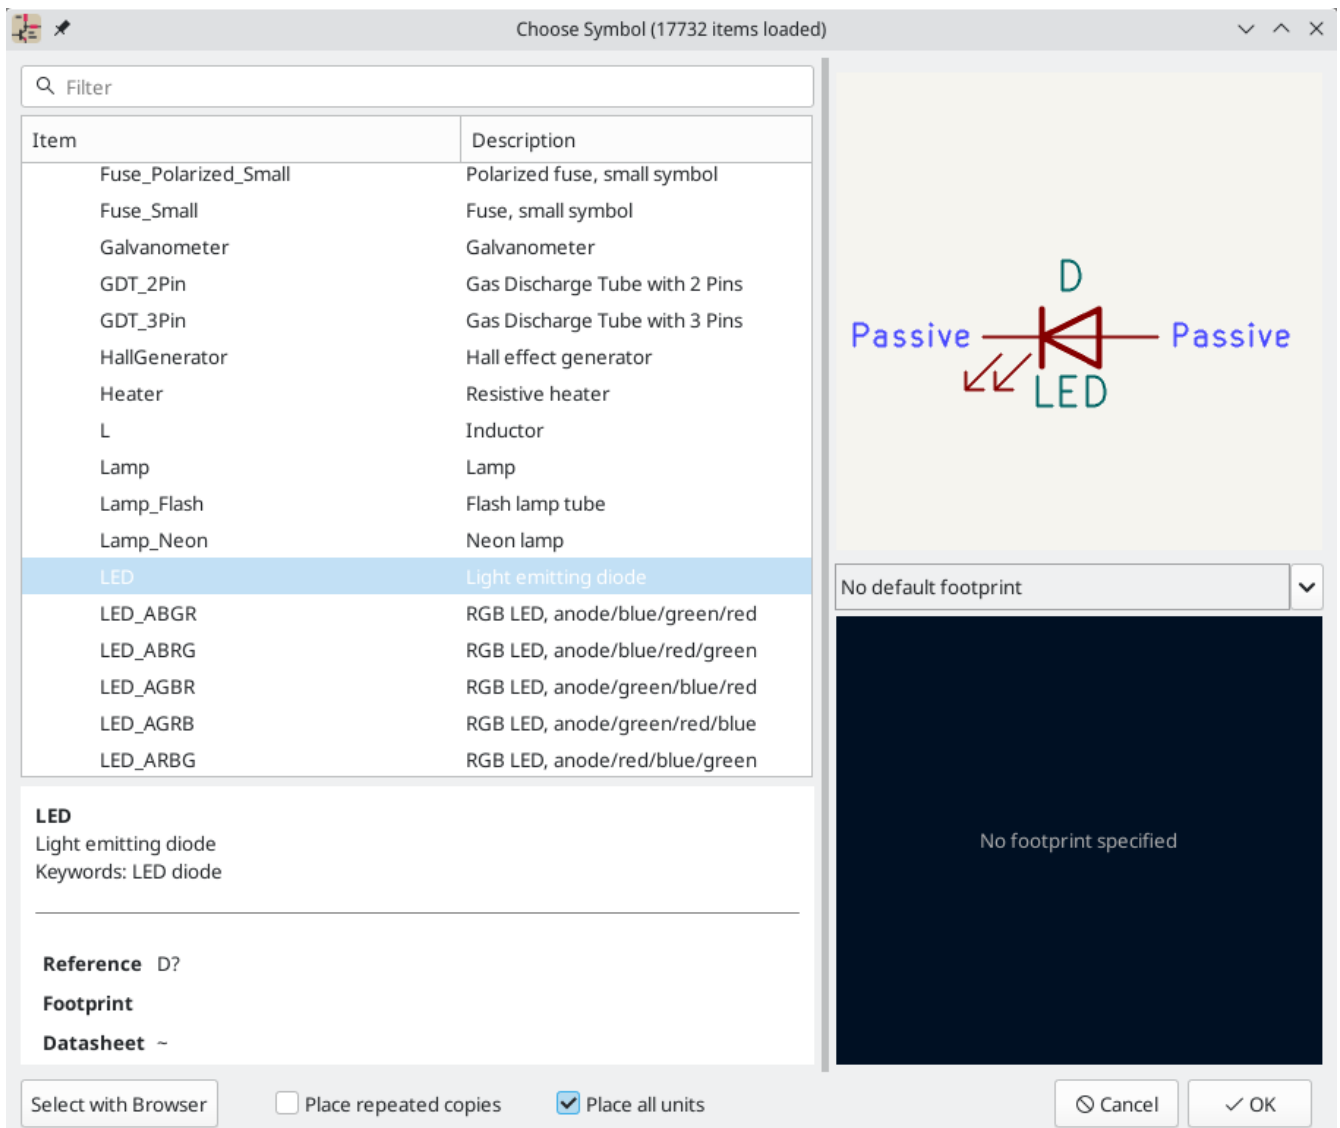 Choose Symbol (17732 items loaded)
Filter
Item Description
Fuse_Polarized_Small Polarized fuse, small symbol
Fuse_Small Fuse, small symbol
Galvanometer Galvanometer
GDT_2Pin Gas Discharge Tube with 2 Pins
GDT_3Pin Gas Discharge Tube with 3 Pins
HallGenerator Hall effect generator
Heater Resistive heater
L Inductor
Lamp Lamp
Lamp_Flash Flash lamp tube
Lamp_Neon Neon lamp
LED Light emitting diode
LED_ABGR RGB LED, anode/blue/green/red
LED_ABRG RGB LED, anode/blue/red/green
LED_AGBR RGB LED, anode/green/blue/red
LED_AGRB RGB LED, anode/green/red/blue
LED_ARBG RGB LED, anode/red/blue/green
LED
Light emitting diode
Keywords: LED diode
Reference D?
Footprint
Datasheet ~
D
Passive Passive
LED
No default footprint
No footprint specified
Select with Browser Place repeated copies Place all units Cancel OK